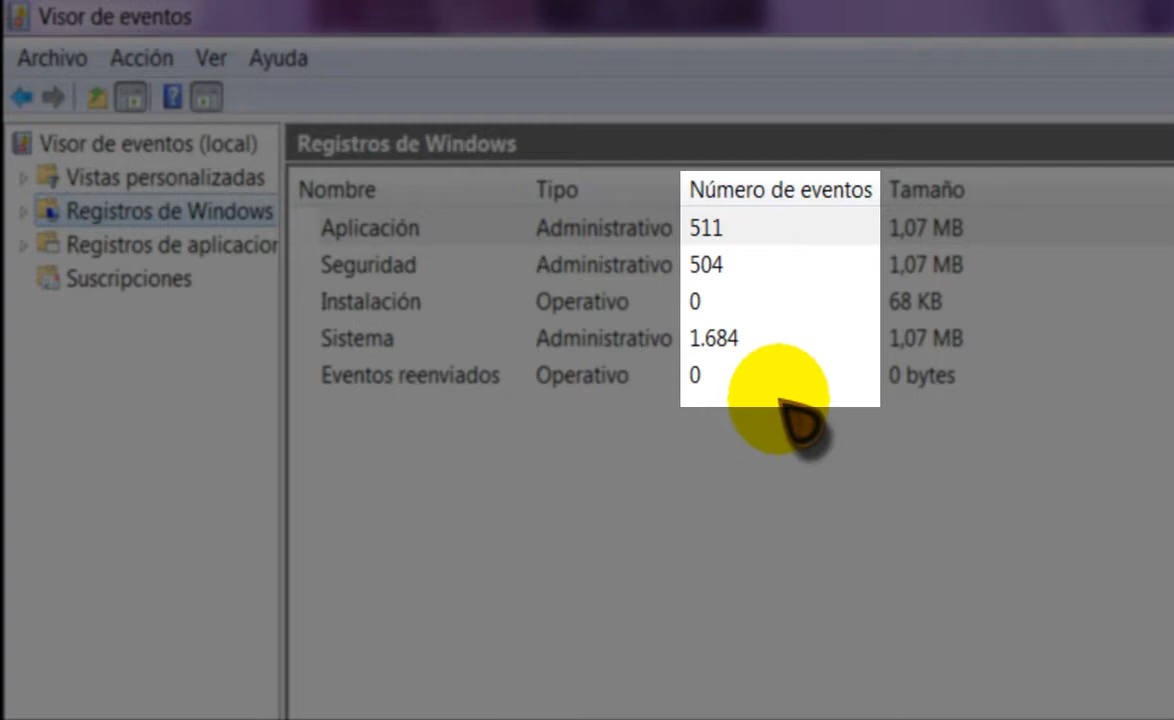 Visor de eventos
Archivo Acción Ver Ayuda
Visor de eventos (local)
Vistas personalizadas
Registros de Windows
Registros de aplicacion
Suscripciones
Registros de Windows
Nombre Tipo Número de eventos Tamaño
Aplicación Administrativo 511 1,07 MB
Seguridad Administrativo 504 1,07 MB
Instalación Operativo 0 68 KB
Sistema Administrativo 1.684 1,07 MB
Eventos reenviados Operativo 0 0 bytes